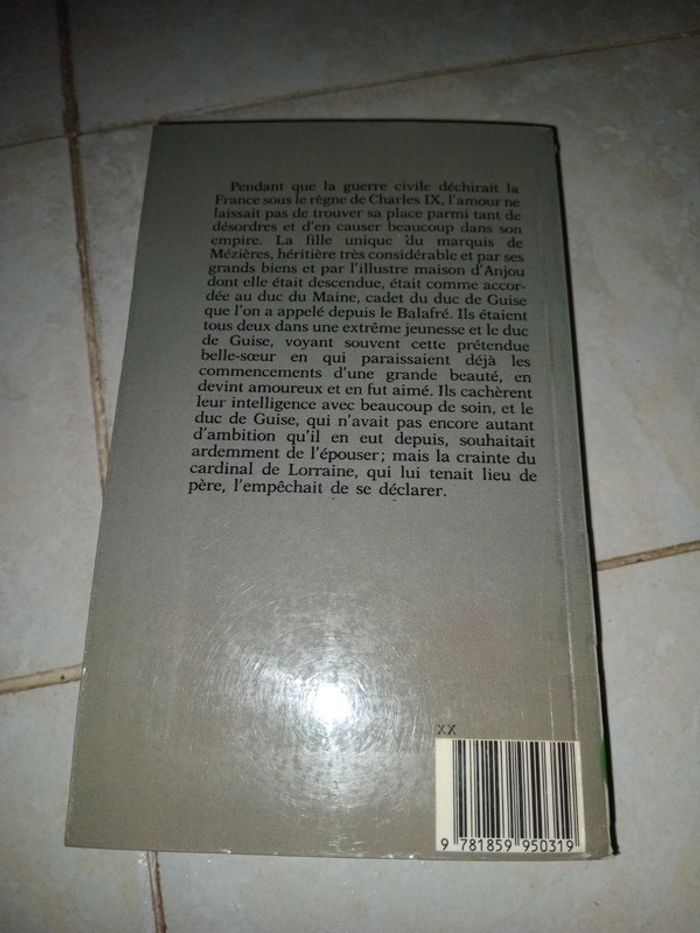 Pendant que la guerre civile déchirait la
France sous le règne de Charles IX, l'amour ne
laissait pas de trouver sa place parmi tant de
désordres et d'en causer beaucoup dans son
empire. La fille unique du marquis de
Mézières, héritière très considérable et par ses
grands biens et par l'illustre maison d'Anjou
dont elle était descendue, était comme accor-
dée au duc du Maine, cadet du duc de Guise
que l'on a appelé depuis le Balafré. Ils étaient
tous deux dans une extrême jeunesse et le duc
de Guise, voyant souvent cette prétendue
belle-sœur en qui paraissaient déjà les
commencements d'une grande beauté, en
devint amoureux et en fut aimé. Ils cachèrent
leur intelligence avec beaucoup de soin, et le
duc de Guise, qui n'avait pas encore autant
d'ambition qu'il en eut depuis, souhaitait
ardemment de l'épouser; mais la crainte du
cardinal de Lorraine, qui lui tenait lieu de
père, l'empêchait de se déclarer.
XX
9 781859 950319